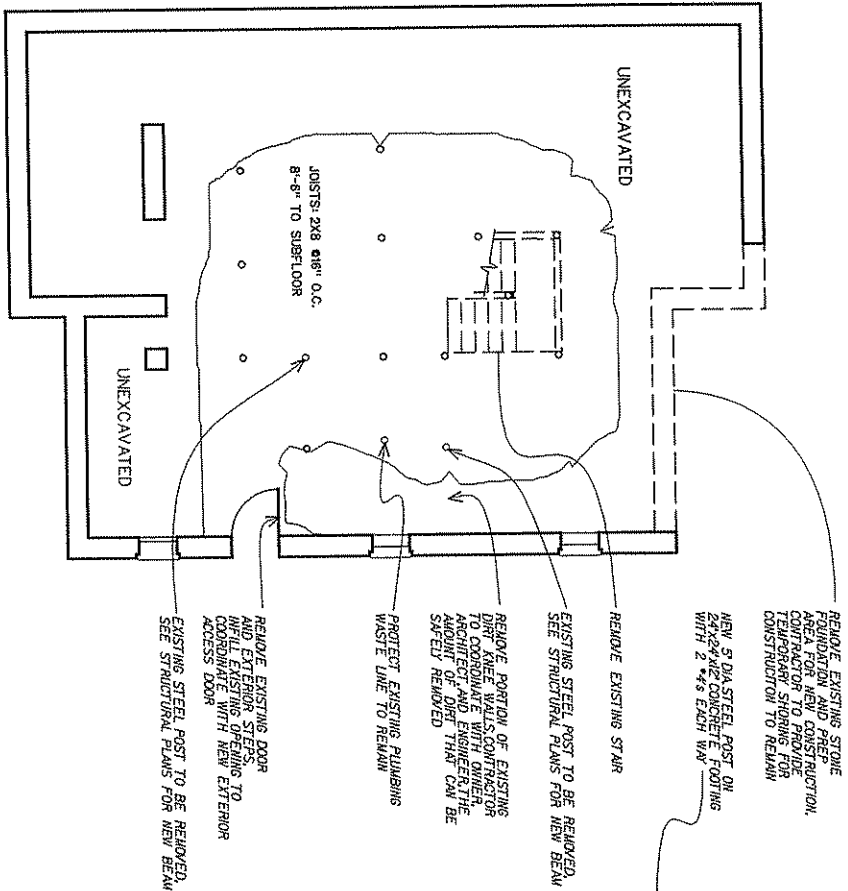 REMOVE EXISTING STONE
FOUNDATION AND PREP
AREA FOR NEW CONSTRUCTION.
CONTRACTOR TO PROVIDE
TEMPORARY SHORING FOR
CONSTRUCITON TO REMAIN
NEW 5" DIA. STEEL POST ON
24"x24"x12" CONCRETE FOOTING
WITH 2 #4's EACH WAY
UNEXCAVATED
REMOVE EXISTING STAIR
EXISTING STEEL POST TO BE REMOVED,
SEE STRUCTURAL PLANS FOR NEW BEAM
REMOVE PORTION OF EXISTING
DIRT KNEE WALLS. CONTRACTOR
TO COORDINATE WITH OWNER,
ARCHITECT, AND ENGINEER, THE
AMOUNT OF DIRT THAT CAN BE
SAFELY REMOVED
PROTECT EXISTING PLUMBING
WASTE LINE TO REMAIN
JOISTS: 2X8 @16" O.C.
8'-6" TO SUBFLOOR
REMOVE EXISTING DOOR
AND EXTERIOR STEPS,
INFILL EXISTING OPENING TO
COORDINATE WITH NEW EXTERIOR
ACCESS DOOR
EXISTING STEEL POST TO BE REMOVED,
SEE STRUCTURAL PLANS FOR NEW BEAM
UNEXCAVATED